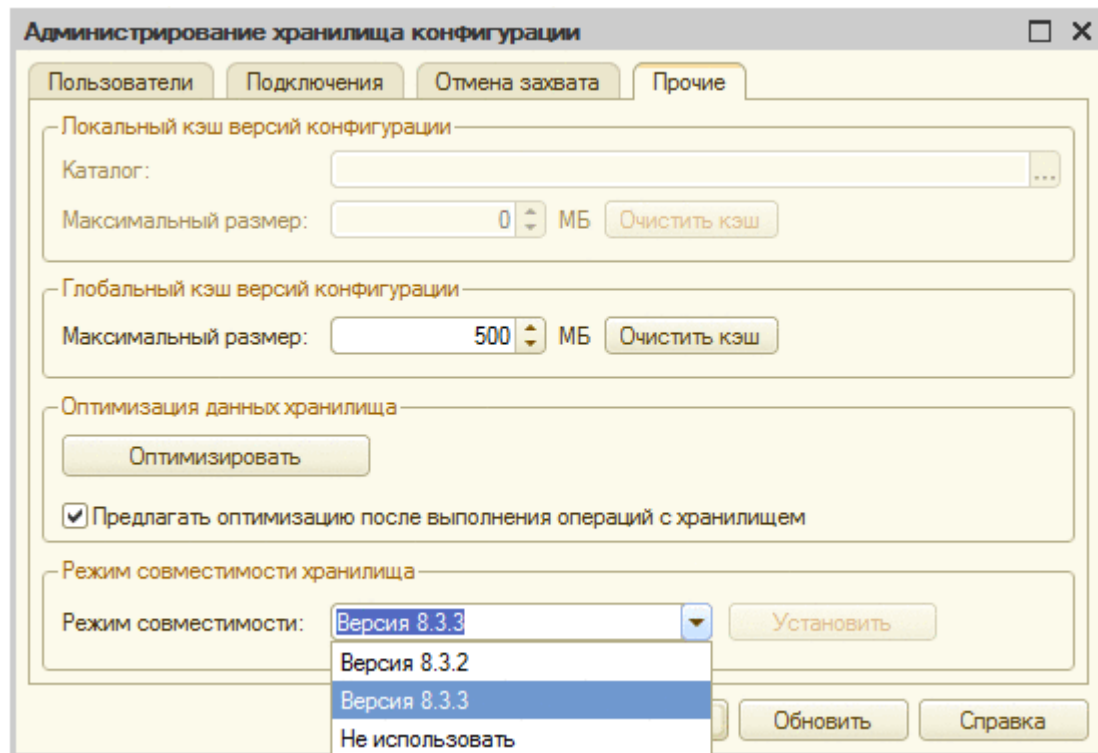 Администрирование хранилища конфигурации
Пользователи Подключения Отмена захвата Прочие
Локальный кэш версий конфигурации
Каталог: ...
Максимальный размер: 0 МБ Очистить кэш
Глобальный кэш версий конфигурации
Максимальный размер: 500 МБ Очистить кэш
Оптимизация данных хранилища
Оптимизировать
Предлагать оптимизацию после выполнения операций с хранилищем
Режим совместимости хранилища
Режим совместимости: Версия 8.3.3 Установить
Версия 8.3.2
Версия 8.3.3
Обновить Справка
Не использовать